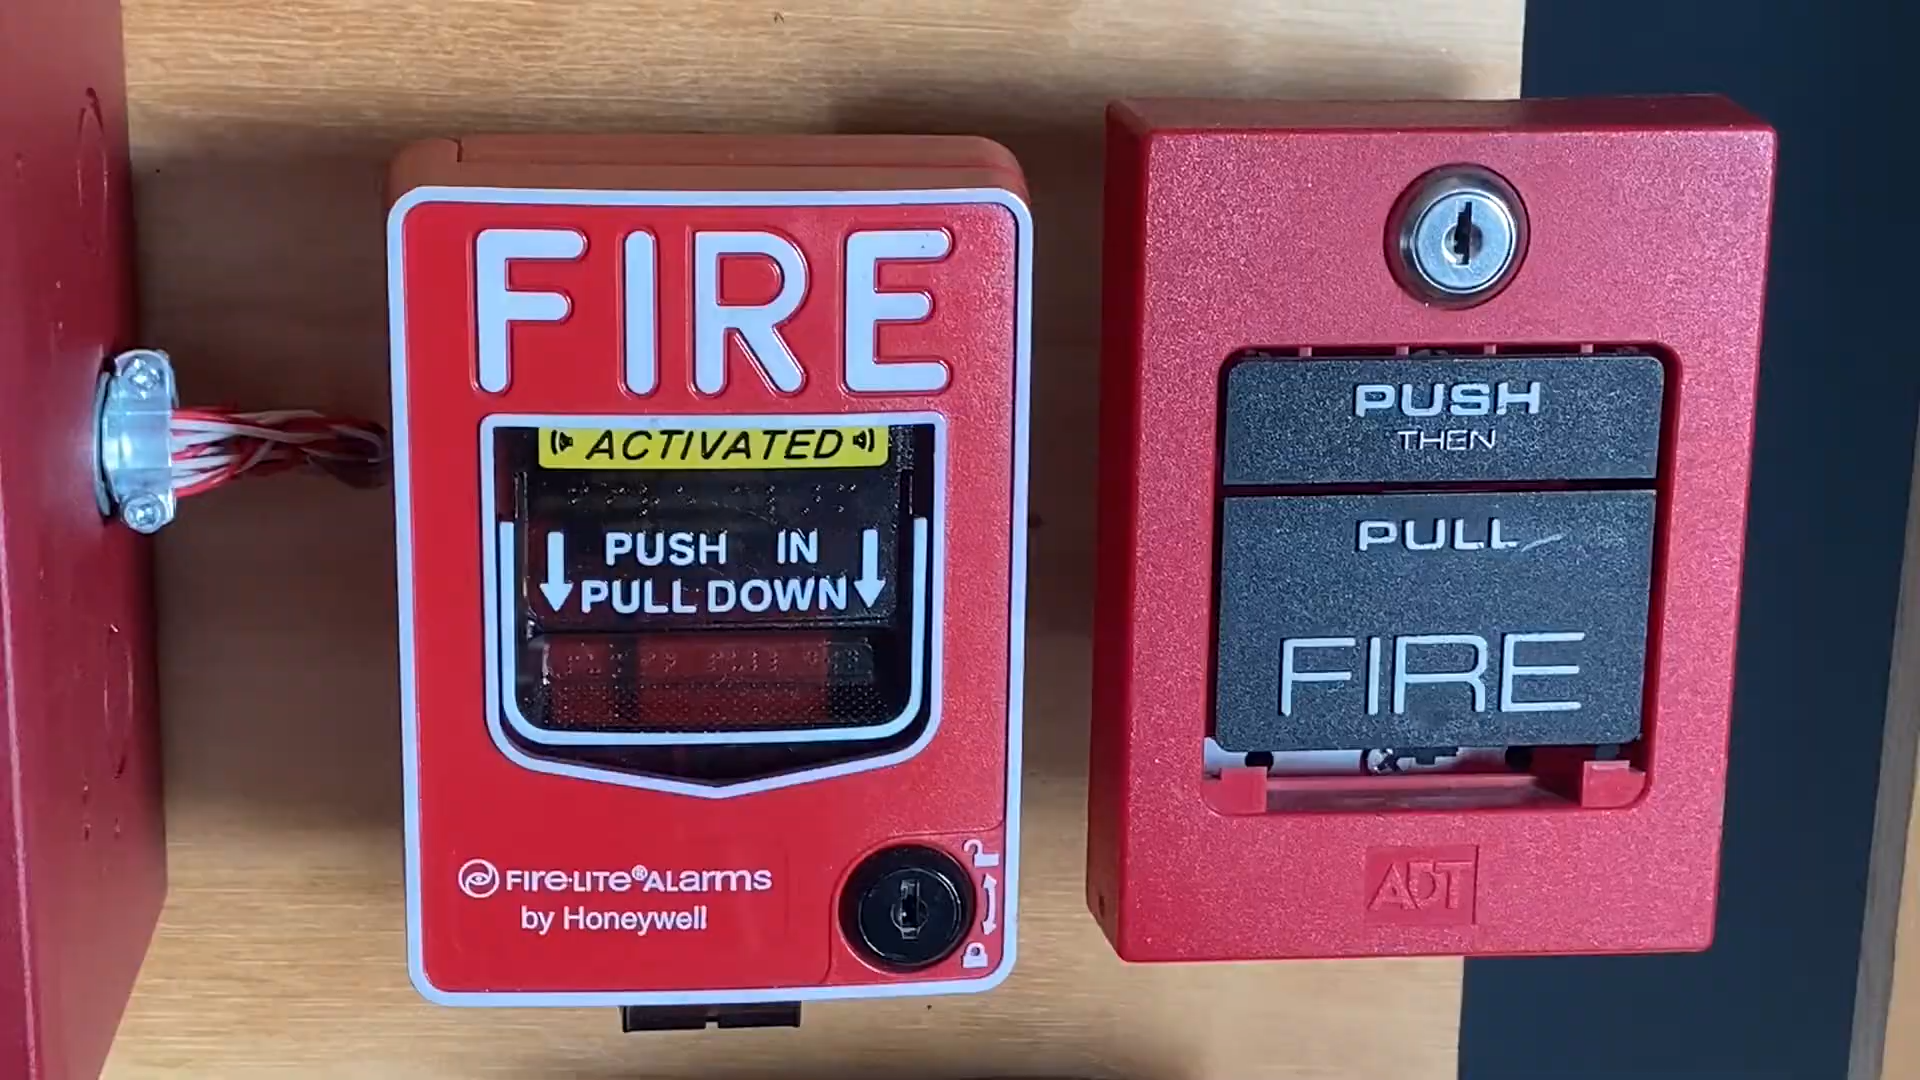 FIRE
ACTIVATED
PUSH IN
PULL DOWN
FIRE-LITE® ALARMS
by Honeywell
PUSH
THEN
PULL
FIRE
ADT